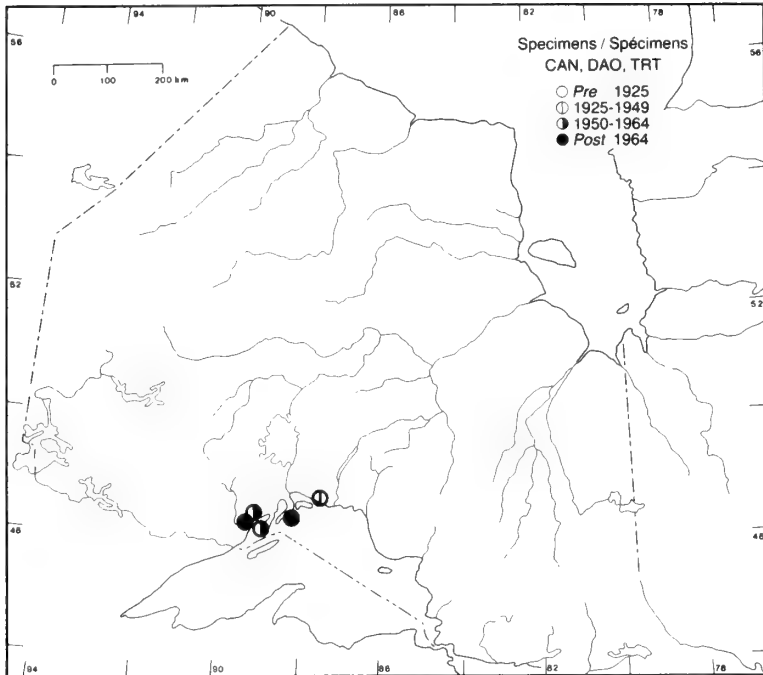 94 90 86 82 78
56 56
Specimens / Spécimens
CAN, DAO, TRT
0 100 200 km
Pre 1925
1925-1949
1950-1964
Post 1964
52 52
48 48
94 90 86 82 78